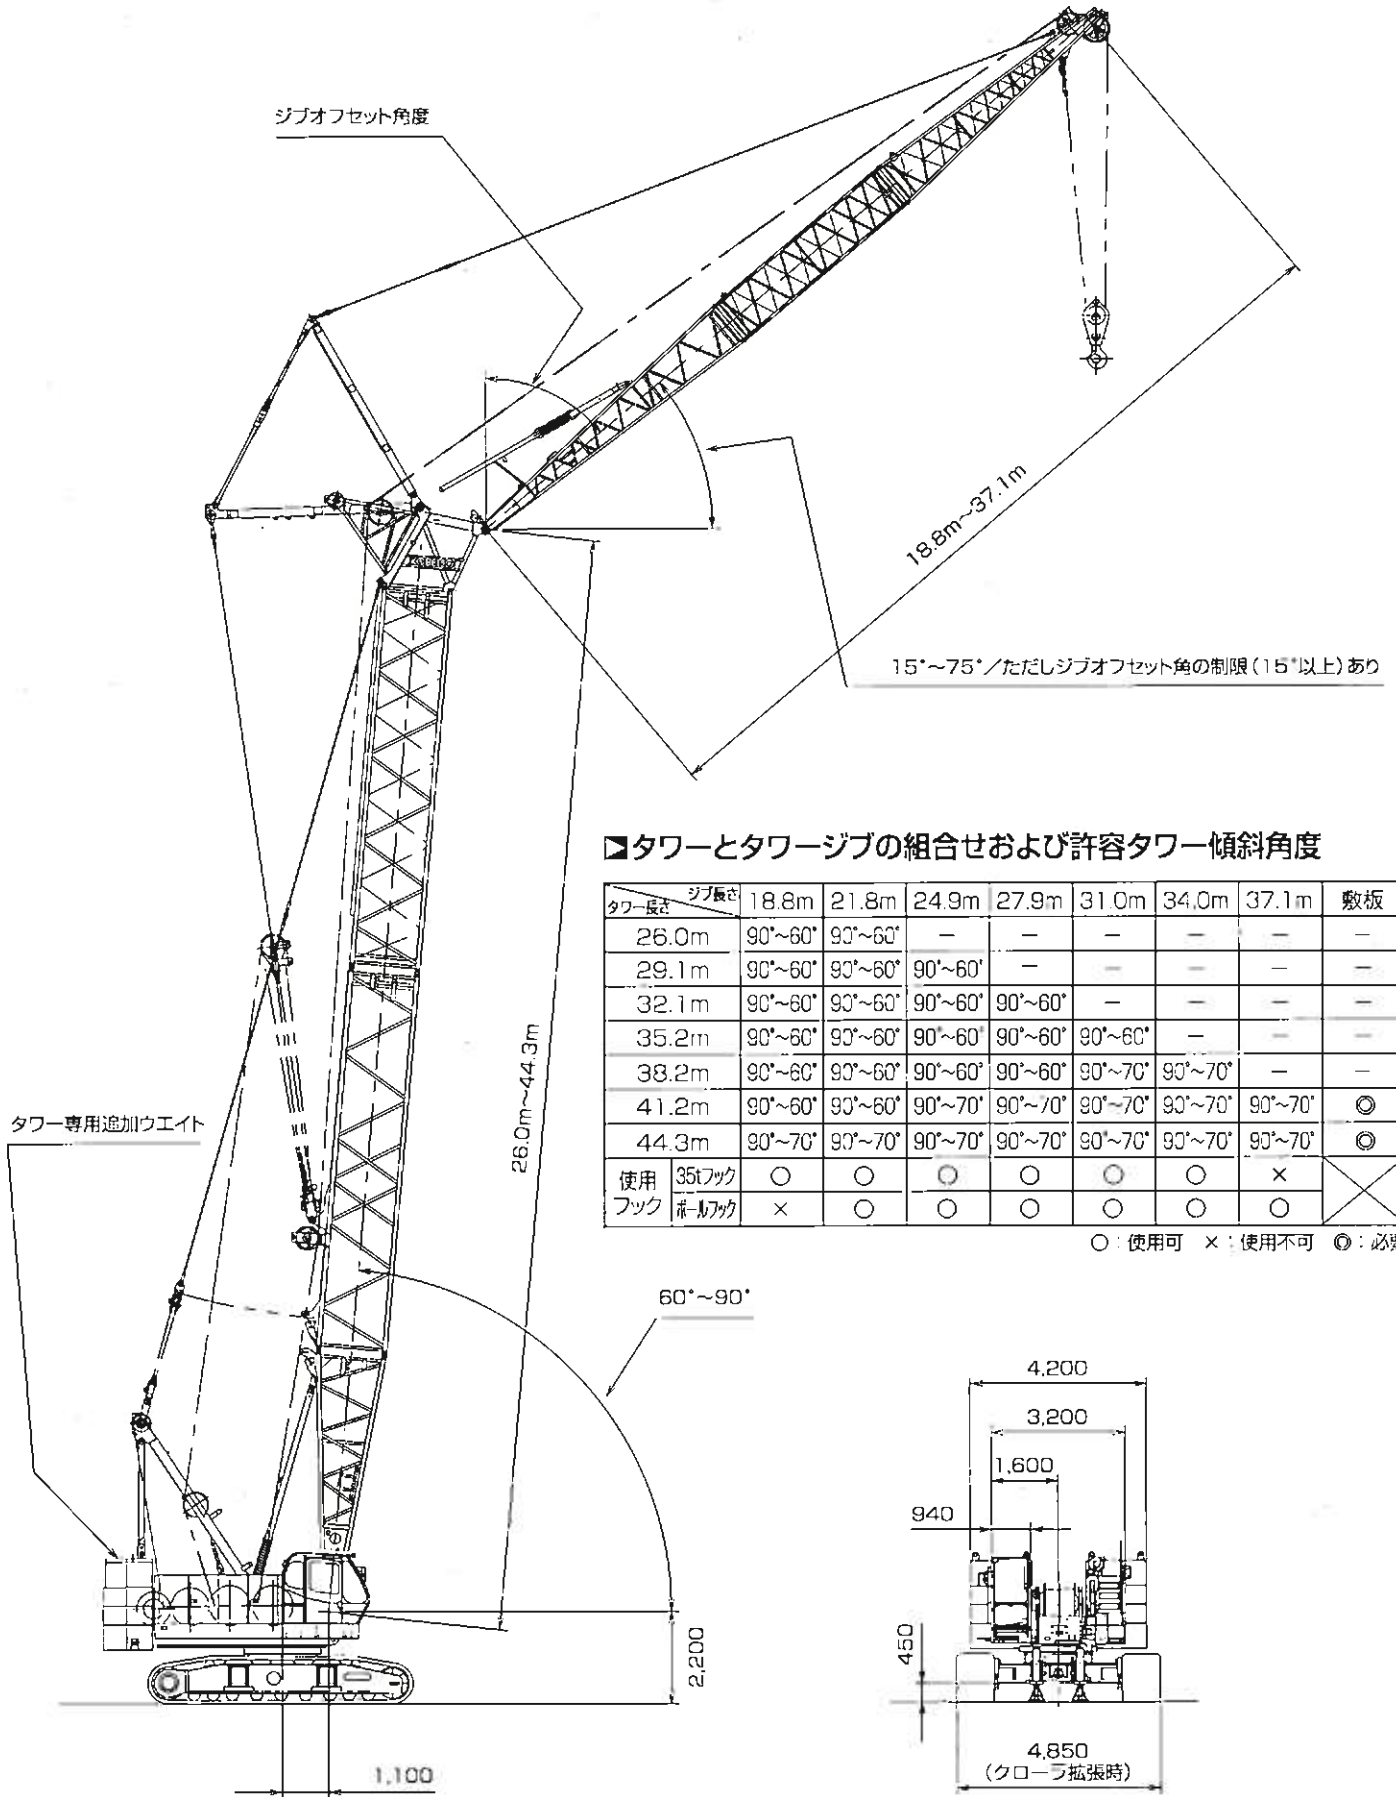 ジブオフセット角度
18.8m~37.1m
15°~75°/ただしジブオフセット角の制限(15°以上)あり
タワーとタワージブの組合せおよび許容タワー傾斜角度
タワー長さ ジブ長さ 18.8m 21.8m 24.9m 27.9m 31.0m 34.0m 37.1m 敷板
26.0m 90°~60° 90°~60° − − − − − −
29.1m 90°~60° 90°~60° 90°~60° − − − − −
32.1m 90°~60° 90°~60° 90°~60° 90°~60° − − − −
35.2m 90°~60° 90°~60° 90°~60° 90°~60° 90°~60° − − −
38.2m 90°~60° 90°~60° 90°~60° 90°~60° 90°~70° 90°~70° − −
41.2m 90°~60° 90°~60° 90°~70° 90°~70° 90°~70° 90°~70° 90°~70° ◎
44.3m 90°~70° 90°~70° 90°~70° 90°~70° 90°~70° 90°~70° 90°~70° ◎
使用フック 35tフック ○ ○ ○ ○ ○ ○ ×
ボールフック × ○ ○ ○ ○ ○ ○
○:使用可 ×:使用不可 ◎:必
26.0m~44.3m
タワー専用追加ウエイト
60°~90°
2,200
1,100
4,200
3,200
1,600
940
450
4,850
(クローラ拡張時)